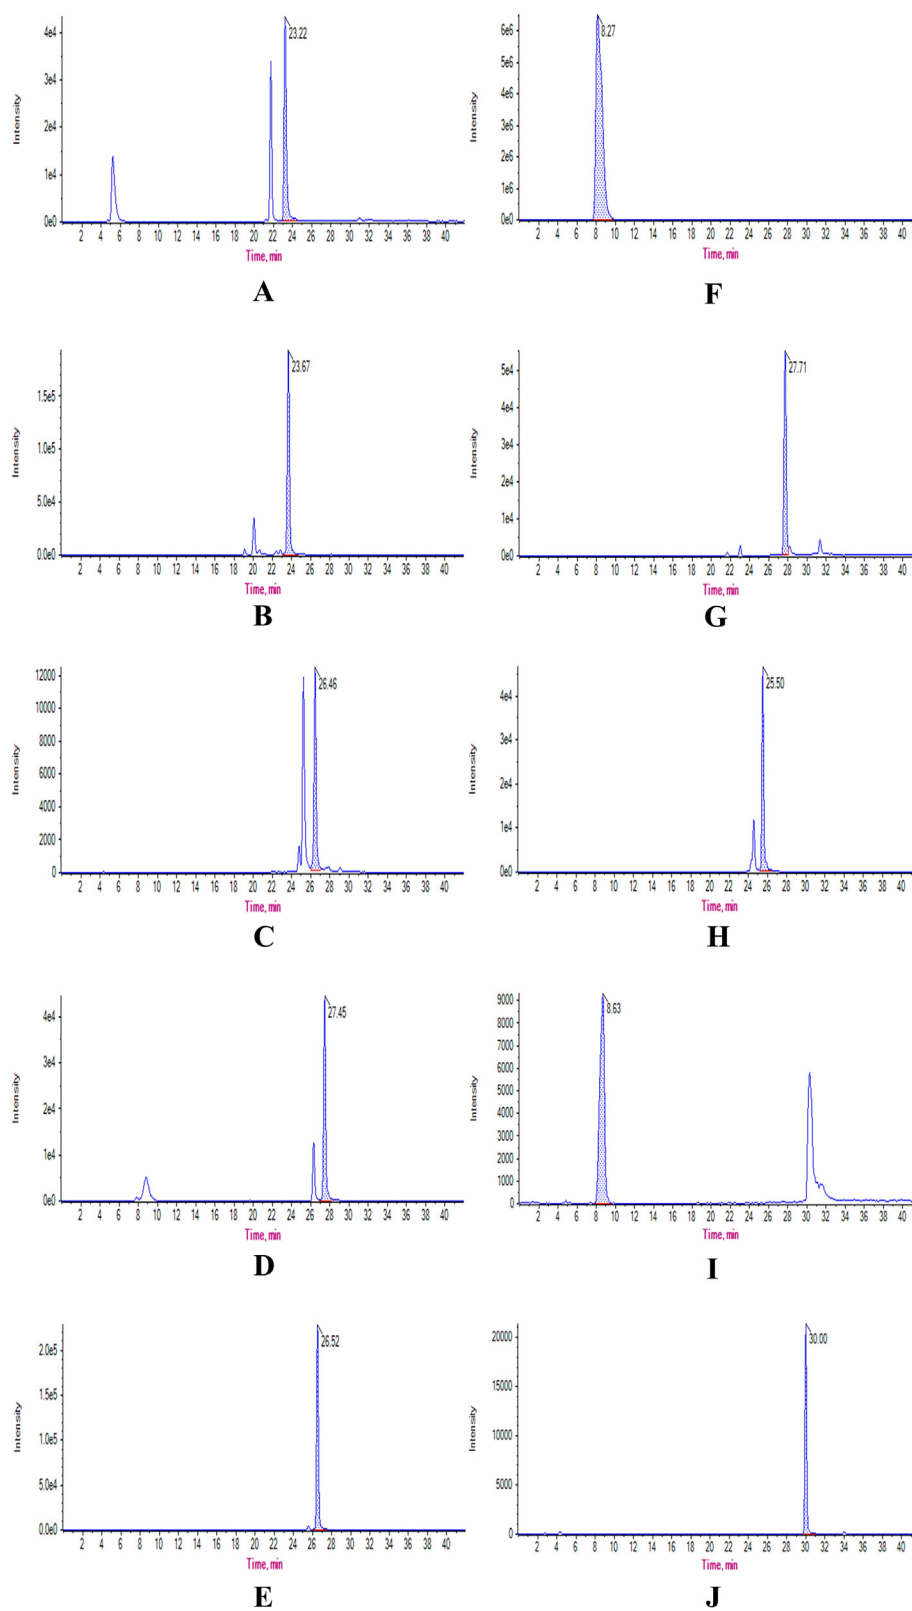 Intensity
4e4
3e4
2e4
1e4
0e0
23.22
2 4 6 8 10 12 14 16 18 20 22 24 26 28 30 32 34 36 38 40
Time, min
A
Intensity
6e6
5e6
4e6
3e6
2e6
1e6
0e0
8.27
2 4 6 8 10 12 14 16 18 20 22 24 26 28 30 32 34 36 38 40
Time, min
F
Intensity
1.5e5
1.0e5
5.0e4
0.0e0
23.67
2 4 6 8 10 12 14 16 18 20 22 24 26 28 30 32 34 36 38 40
Time, min
B
Intensity
5e4
4e4
3e4
2e4
1e4
0e0
27.71
2 4 6 8 10 12 14 16 18 20 22 24 26 28 30 32 34 36 38 40
Time, min
G
Intensity
12000
10000
8000
6000
4000
2000
0
26.46
2 4 6 8 10 12 14 16 18 20 22 24 26 28 30 32 34 36 38 40
Time, min
C
Intensity
4e4
3e4
2e4
1e4
0e0
25.50
2 4 6 8 10 12 14 16 18 20 22 24 26 28 30 32 34 36 38 40
Time, min
H
Intensity
4e4
3e4
2e4
1e4
0e0
27.45
2 4 6 8 10 12 14 16 18 20 22 24 26 28 30 32 34 36 38 40
Time, min
D
Intensity
9000
8000
7000
6000
5000
4000
3000
2000
1000
0
8.63
2 4 6 8 10 12 14 16 18 20 22 24 26 28 30 32 34 36 38 40
Time, min
I
Intensity
2.0e5
1.5e5
1.0e5
5.0e4
0.0e0
26.52
2 4 6 8 10 12 14 16 18 20 22 24 26 28 30 32 34 36 38 40
Time, min
E
Intensity
20000
15000
10000
5000
0
30.00
2 4 6 8 10 12 14 16 18 20 22 24 26 28 30 32 34 36 38 40
Time, min
J